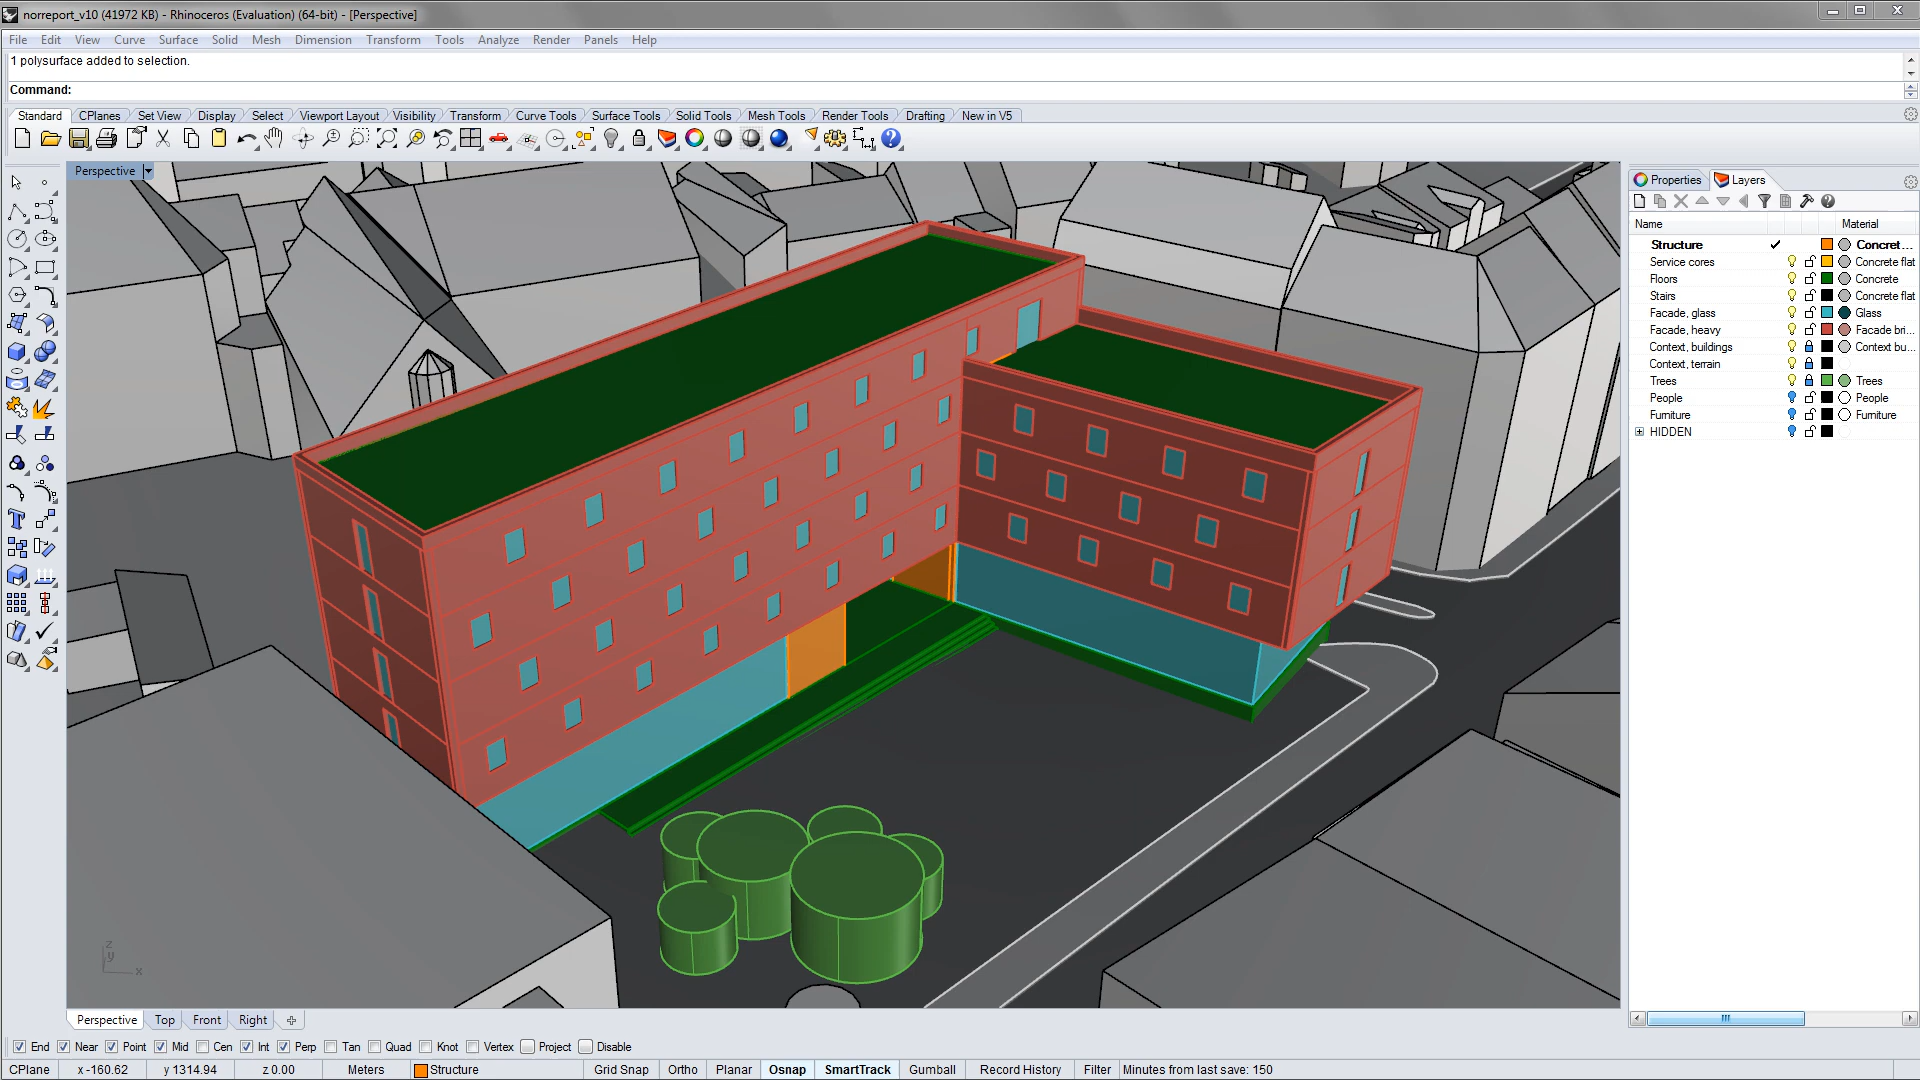 norreport_v10 (41972 KB) - Rhinoceros (Evaluation) (64-bit) - [Perspective]
File Edit View Curve Surface Solid Mesh Dimension Transform Tools Analyze Render Panels Help
1 polysurface added to selection.
Command:
Standard CPlanes Set View Display Select Viewport Layout Visibility Transform Curve Tools Surface Tools Solid Tools Mesh Tools Render Tools Drafting New in V5
Perspective
Properties Layers
Name Material
Structure Concret...
Service cores Concrete flat
Floors Concrete
Stairs Concrete flat
Facade, glass Glass
Facade, heavy Facade bri...
Context, buildings Context bu...
Context, terrain
Trees Trees
People People
Furniture Furniture
HIDDEN
z
y
x
Perspective Top Front Right
End Near Point Mid Cen Int Perp Tan Quad Knot Vertex Project Disable
CPlane x -160.62 y 1314.94 z 0.00 Meters Structure Grid Snap Ortho Planar Osnap SmartTrack Gumball Record History Filter Minutes from last save: 150